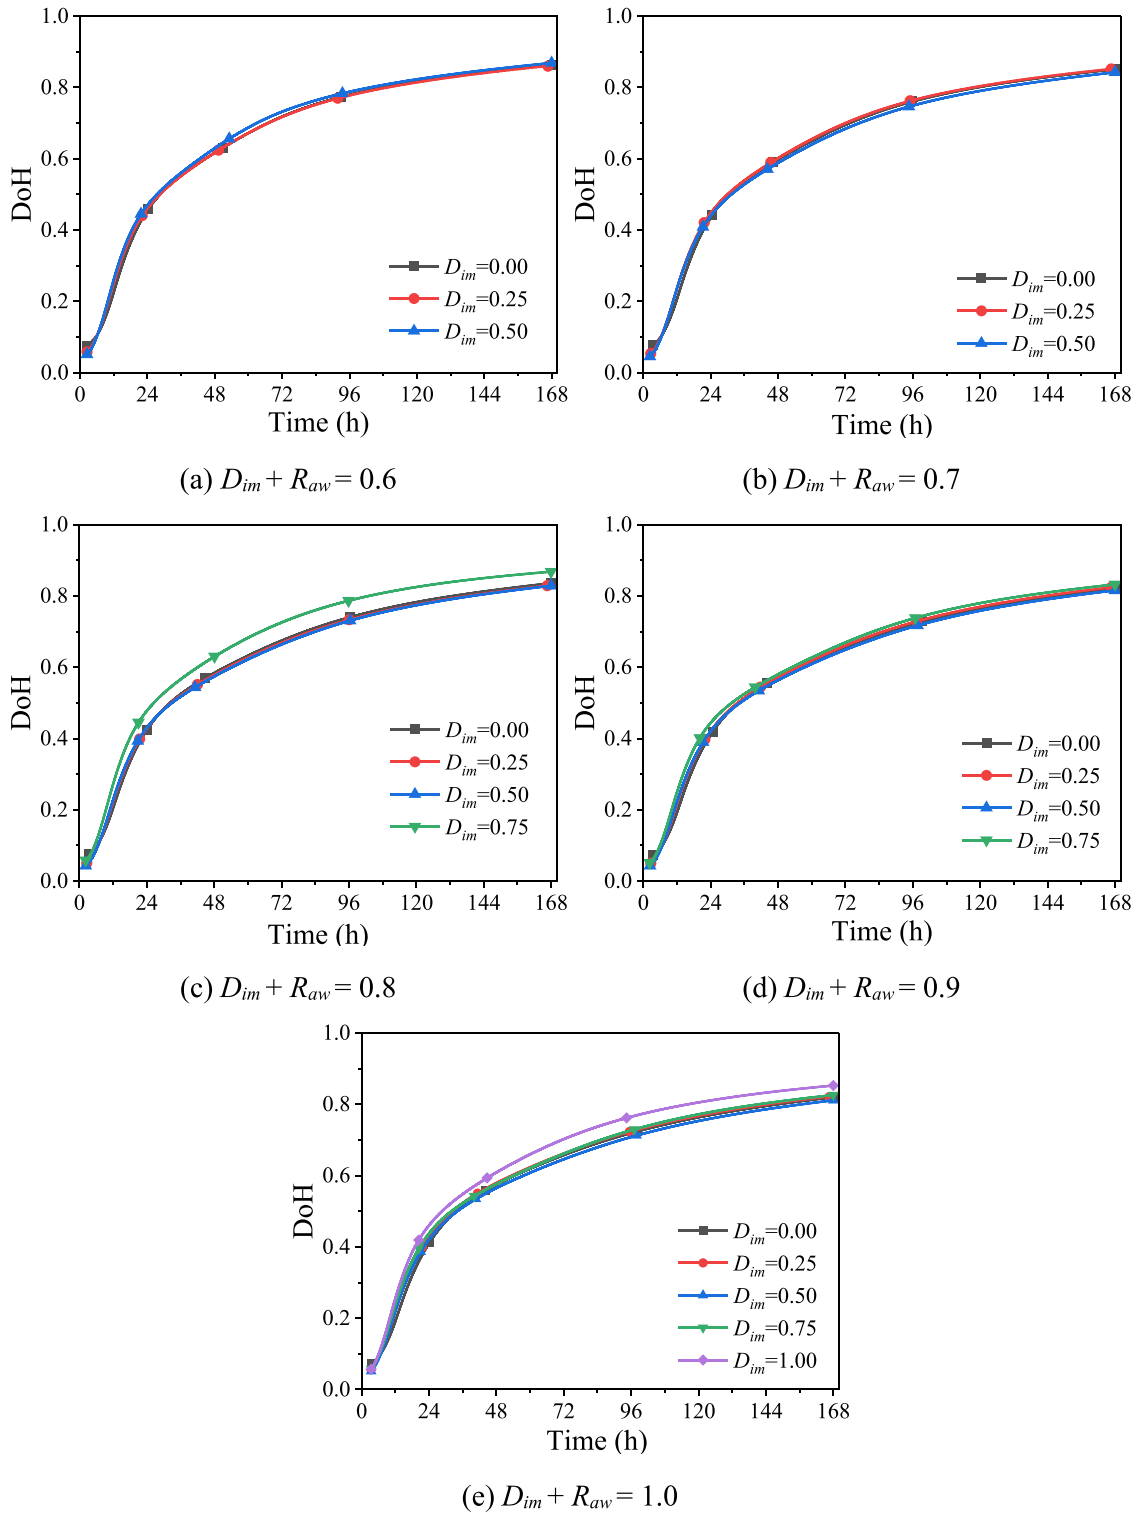 1.0
0.8
0.6
0.4
0.2
0.0
DoH
0 24 48 72 96 120 144 168
Time (h)
D_im=0.00
D_im=0.25
D_im=0.50
(a) D_im + R_aw = 0.6
1.0
0.8
0.6
0.4
0.2
0.0
DoH
0 24 48 72 96 120 144 168
Time (h)
D_im=0.00
D_im=0.25
D_im=0.50
(b) D_im + R_aw = 0.7
1.0
0.8
0.6
0.4
0.2
0.0
DoH
0 24 48 72 96 120 144 168
Time (h)
D_im=0.00
D_im=0.25
D_im=0.50
D_im=0.75
(c) D_im + R_aw = 0.8
1.0
0.8
0.6
0.4
0.2
0.0
DoH
0 24 48 72 96 120 144 168
Time (h)
D_im=0.00
D_im=0.25
D_im=0.50
D_im=0.75
(d) D_im + R_aw = 0.9
1.0
0.8
0.6
0.4
0.2
0.0
DoH
0 24 48 72 96 120 144 168
Time (h)
D_im=0.00
D_im=0.25
D_im=0.50
D_im=0.75
D_im=1.00
(e) D_im + R_aw = 1.0